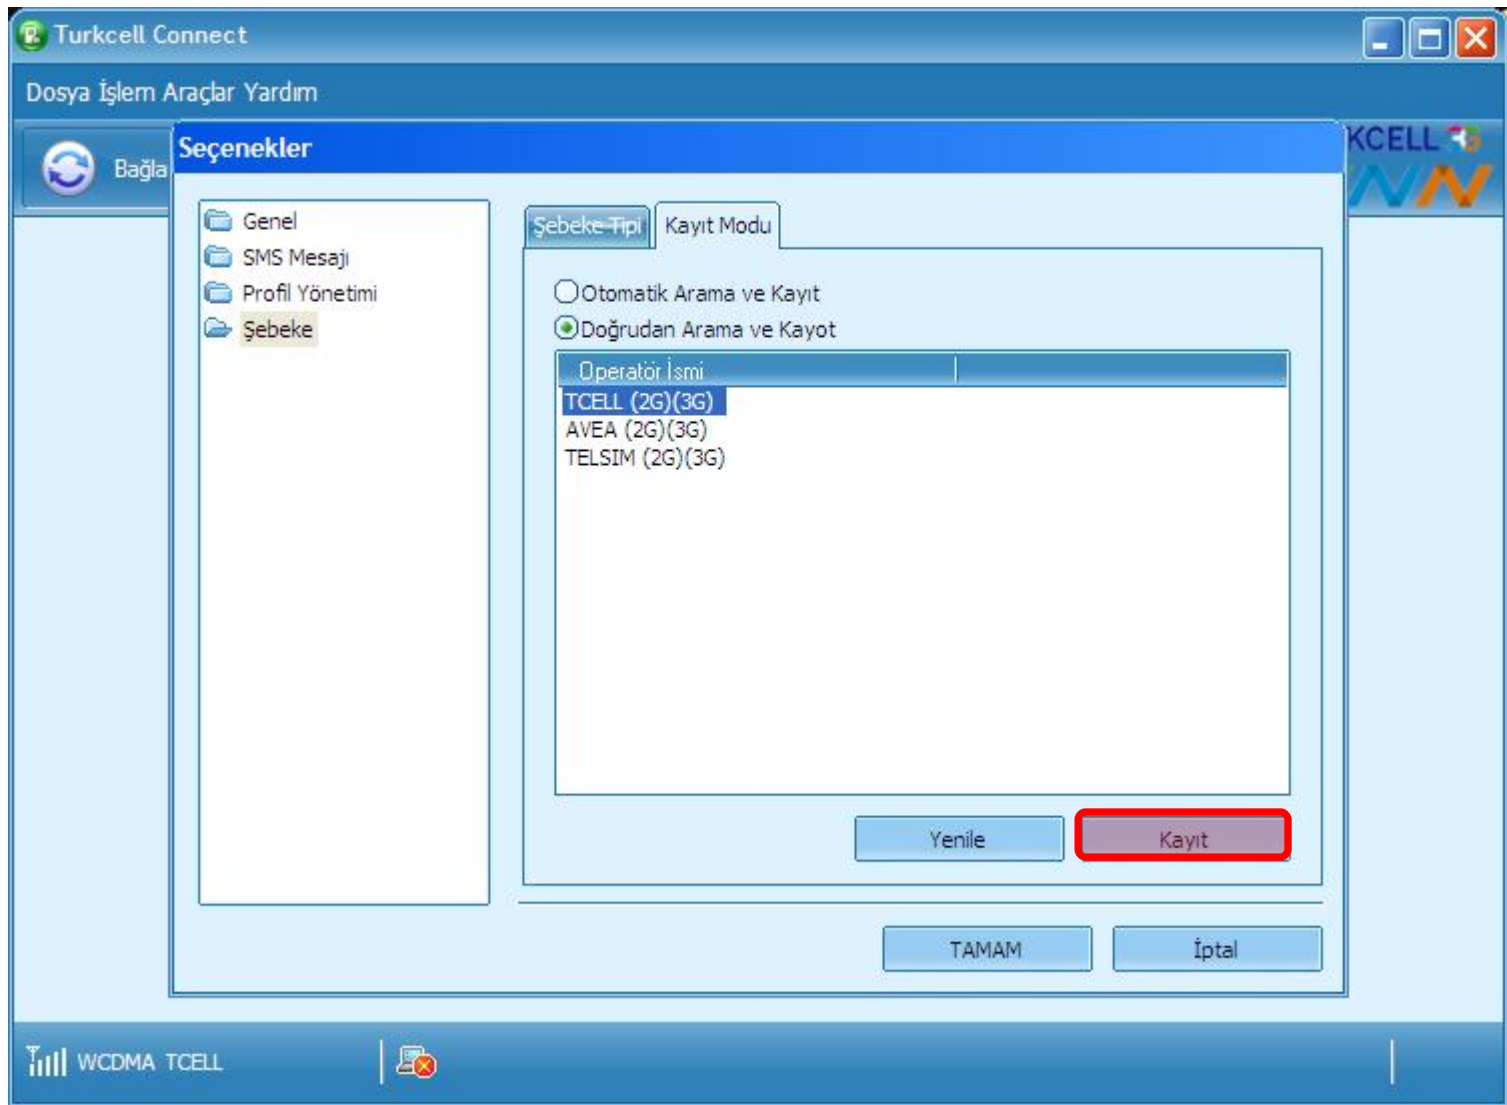 Turkcell Connect
Dosya İşlem Araçlar Yardım
Bağla
KCELL 3G
Seçenekler
Genel
SMS Mesajı
Profil Yönetimi
Şebeke
Şebeke Tipi
Kayıt Modu
Otomatik Arama ve Kayıt
Doğrudan Arama ve Kayot
Operatör İsmi
TCELL (2G)(3G)
AVEA (2G)(3G)
TELSIM (2G)(3G)
Yenile
Kayıt
TAMAM
İptal
WCDMA TCELL